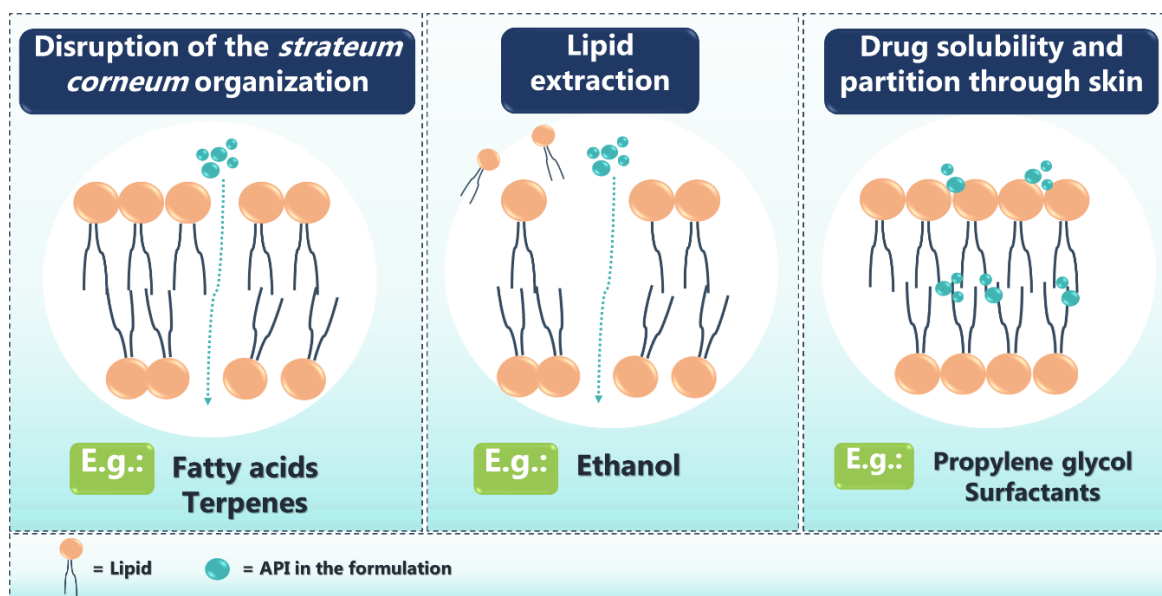 Disruption of the strateum
corneum organization
Lipid
extraction
Drug solubility and
partition through skin
E.g.: Fatty acids
Terpenes
E.g.: Ethanol
E.g.: Propylene glycol
Surfactants
= Lipid
= API in the formulation